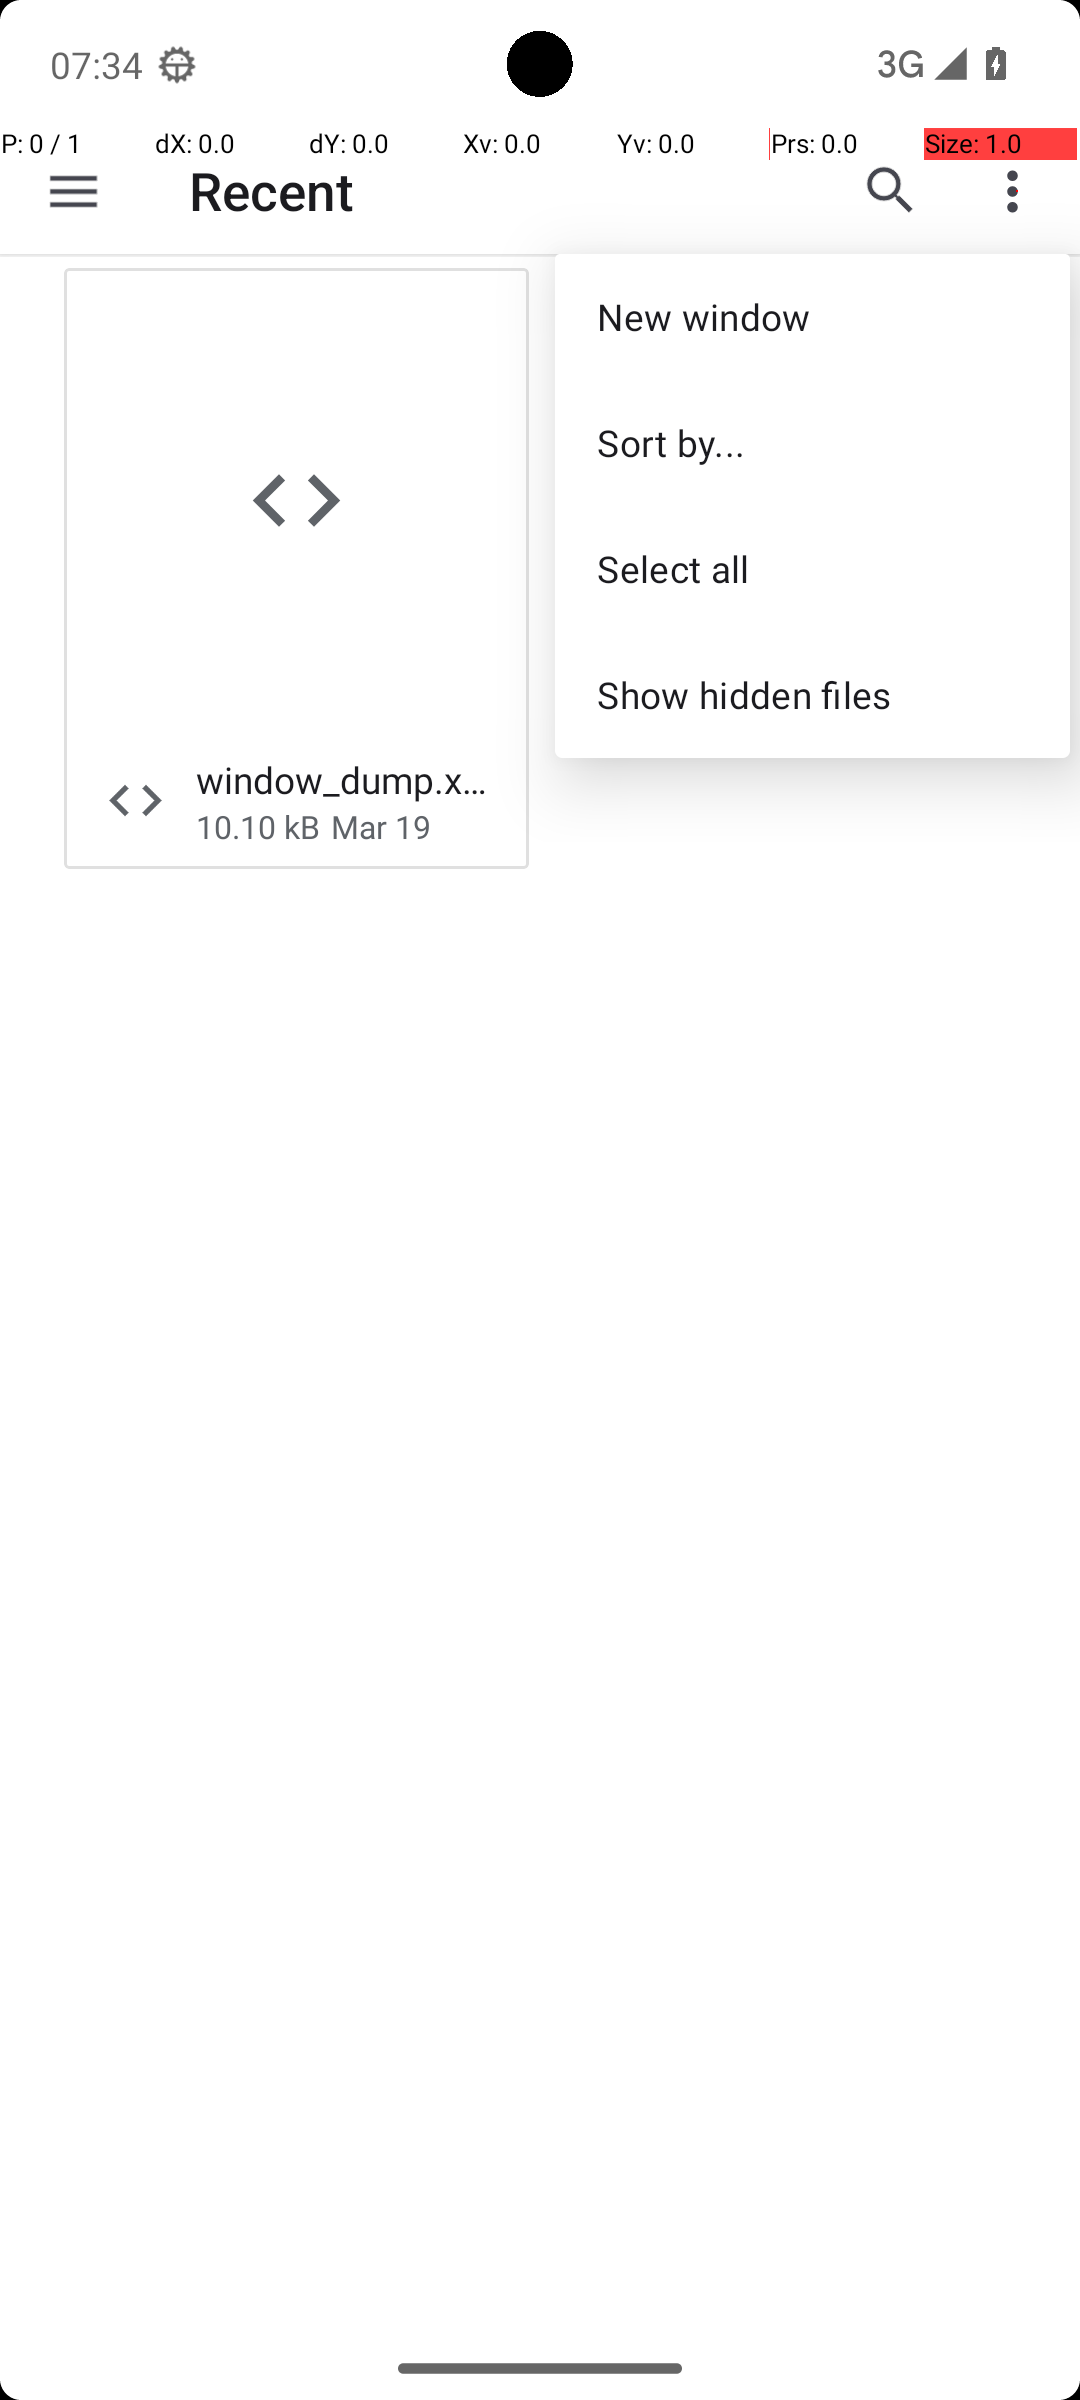 07:34
3G
P: 0 / 1 dX: 0.0 dY: 0.0 Xv: 0.0 Yv: 0.0 Prs: 0.0 Size: 1.0
Recent
New window
Sort by...
Select all
Show hidden files
window_dump.x...
10.10 kB Mar 19